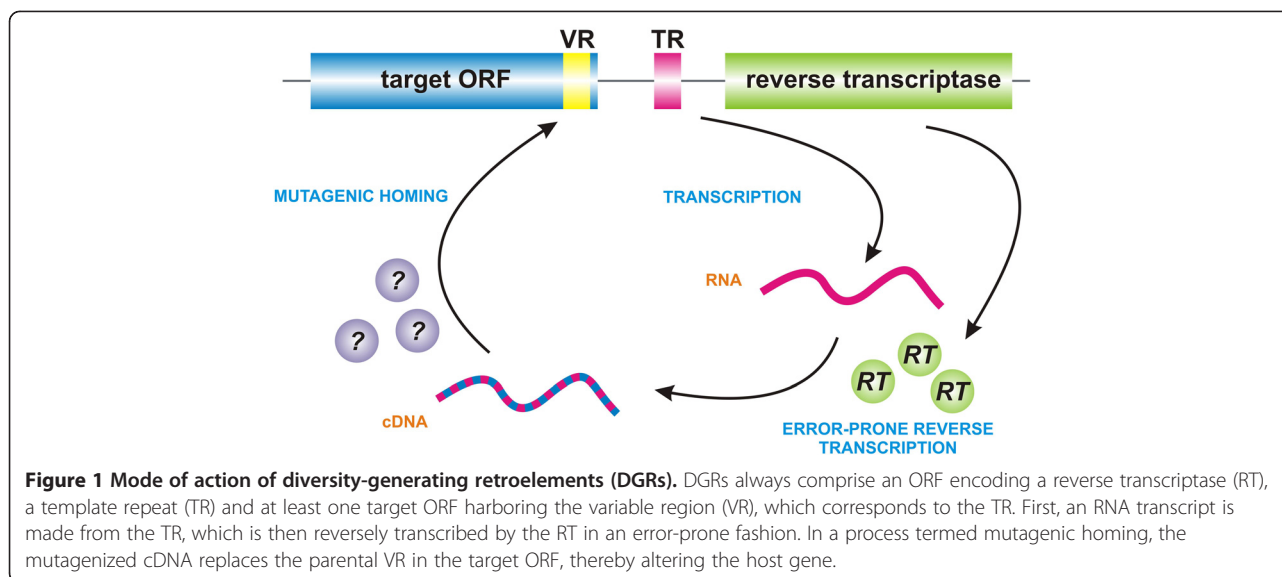 VR TR
target ORF reverse transcriptase
MUTAGENIC HOMING TRANSCRIPTION
? RNA
? ? RT
RT RT
cDNA
ERROR-PRONE REVERSE
TRANSCRIPTION
Figure 1 Mode of action of diversity-generating retroelements (DGRs). DGRs always comprise an ORF encoding a reverse transcriptase (RT),
a template repeat (TR) and at least one target ORF harboring the variable region (VR), which corresponds to the TR. First, an RNA transcript is
made from the TR, which is then reversely transcribed by the RT in an error-prone fashion. In a process termed mutagenic homing, the
mutagenized cDNA replaces the parental VR in the target ORF, thereby altering the host gene.